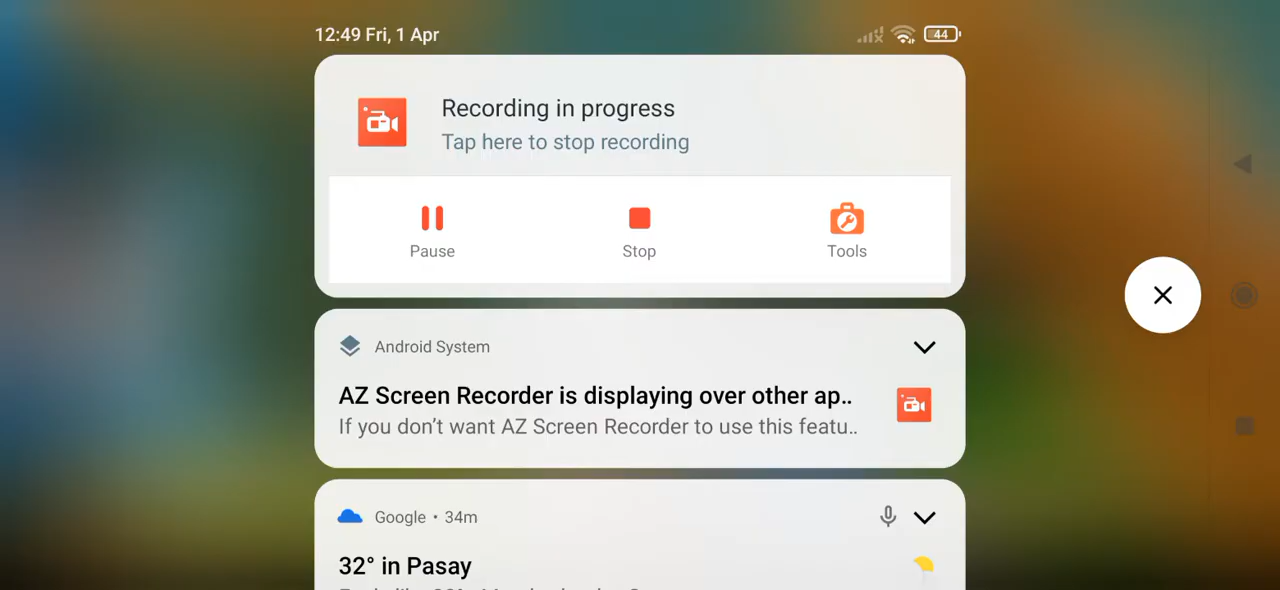 12:49 Fri, 1 Apr
44
Recording in progress
Tap here to stop recording
Pause
Stop
Tools
Android System
AZ Screen Recorder is displaying over other ap..
If you don't want AZ Screen Recorder to use this featu..
Google • 34m
32° in Pasay